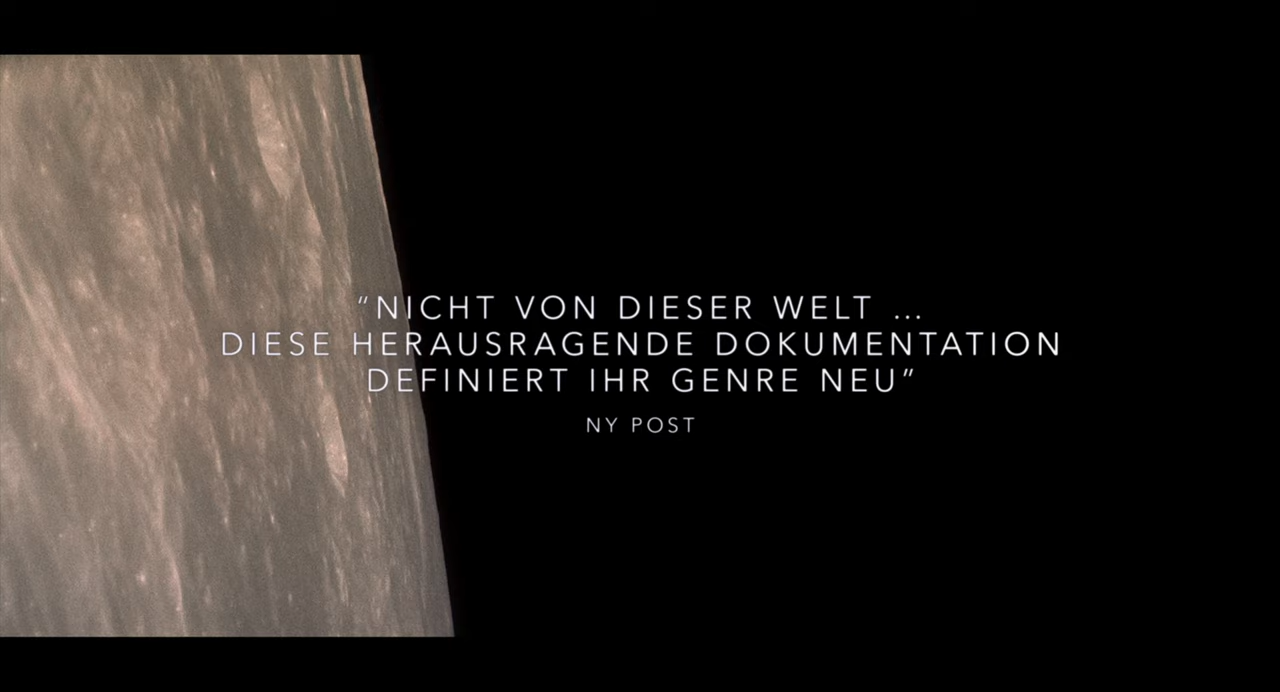 “NICHT VON DIESER WELT ...
DIESE HERAUSRAGENDE DOKUMENTATION
DEFINIERT IHR GENRE NEU”
NY POST